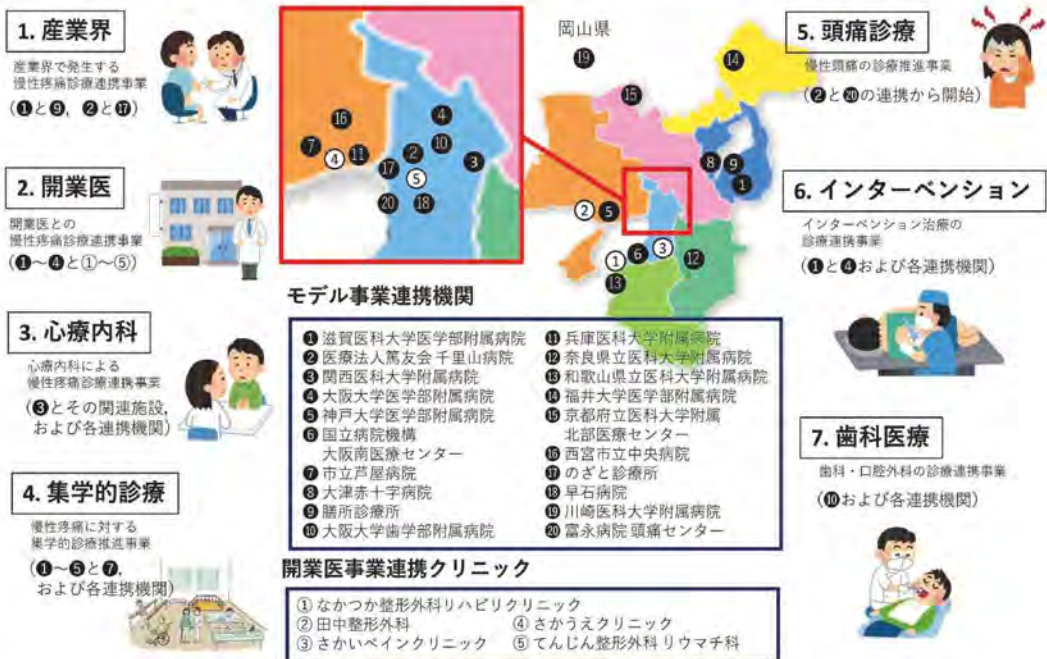 1. 産業界
産業界で発生する
慢性疼痛診療連携事業
(❶と❾, ❷と⓱)
2. 開業医
開業医との
慢性疼痛診療連携事業
(❶～❹と①～⑤)
3. 心療内科
心療内科による
慢性疼痛診療連携事業
(❸とその関連施設,
および各連携機関)
4. 集学的診療
慢性疼痛に対する
集学的診療推進事業
(❶～❺と❼,
および各連携機関)
⓰
❼
④
⓫
❹
❿
❷
❸
⓱
⑤
⓴
⓲
岡山県
⓳
⓮
⓯
❽
❾
❶
②
❺
①
❻
③
⓬
⓭
モデル事業連携機関
❶ 滋賀医科大学医学部附属病院
❷ 医療法人篤友会 千里山病院
❸ 関西医科大学附属病院
❹ 大阪大学医学部附属病院
❺ 神戸大学医学部附属病院
❻ 国立病院機構
大阪南医療センター
❼ 市立芦屋病院
❽ 大津赤十字病院
❾ 膳所診療所
❿ 大阪大学歯学部附属病院
⓫ 兵庫医科大学附属病院
⓬ 奈良県立医科大学附属病院
⓭ 和歌山県立医科大学附属病院
⓮ 福井大学医学部附属病院
⓯ 京都府立医科大学附属
北部医療センター
⓰ 西宮市立中央病院
⓱ のざと診療所
⓲ 早石病院
⓳ 川崎医科大学附属病院
⓴ 富永病院 頭痛センター
開業医事業連携クリニック
① なかつか整形外科リハビリクリニック
② 田中整形外科
③ さかいペインクリニック
④ さかうえクリニック
⑤ てんじん整形外科 リウマチ科
5. 頭痛診療
慢性頭痛の診療推進事業
(❷と⓴の連携から開始)
6. インターベンション
インターベンション治療の
診療連携事業
(❶と❹および各連携機関)
7. 歯科医療
歯科・口腔外科の診療連携事業
(❿および各連携機関)